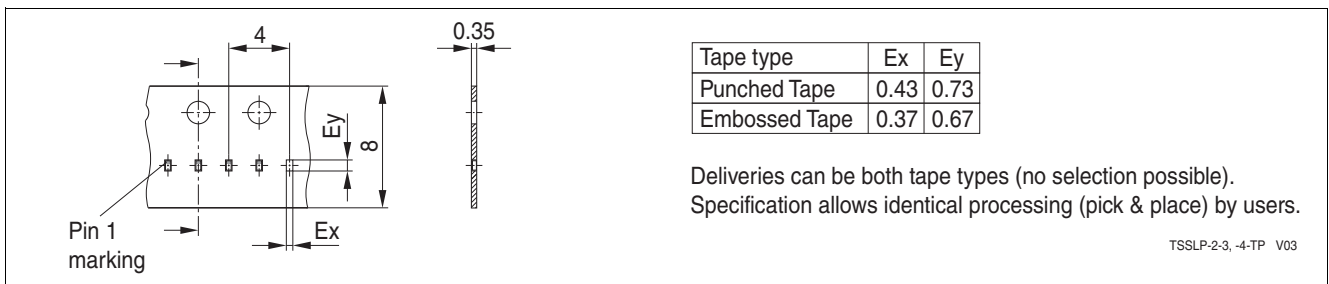 4
0.35
Ey
8
Ex
Pin 1
marking
Tape type Ex Ey
Punched Tape 0.43 0.73
Embossed Tape 0.37 0.67
Deliveries can be both tape types (no selection possible).
Specification allows identical processing (pick & place) by users.
TSSLP-2-3, -4-TP V03